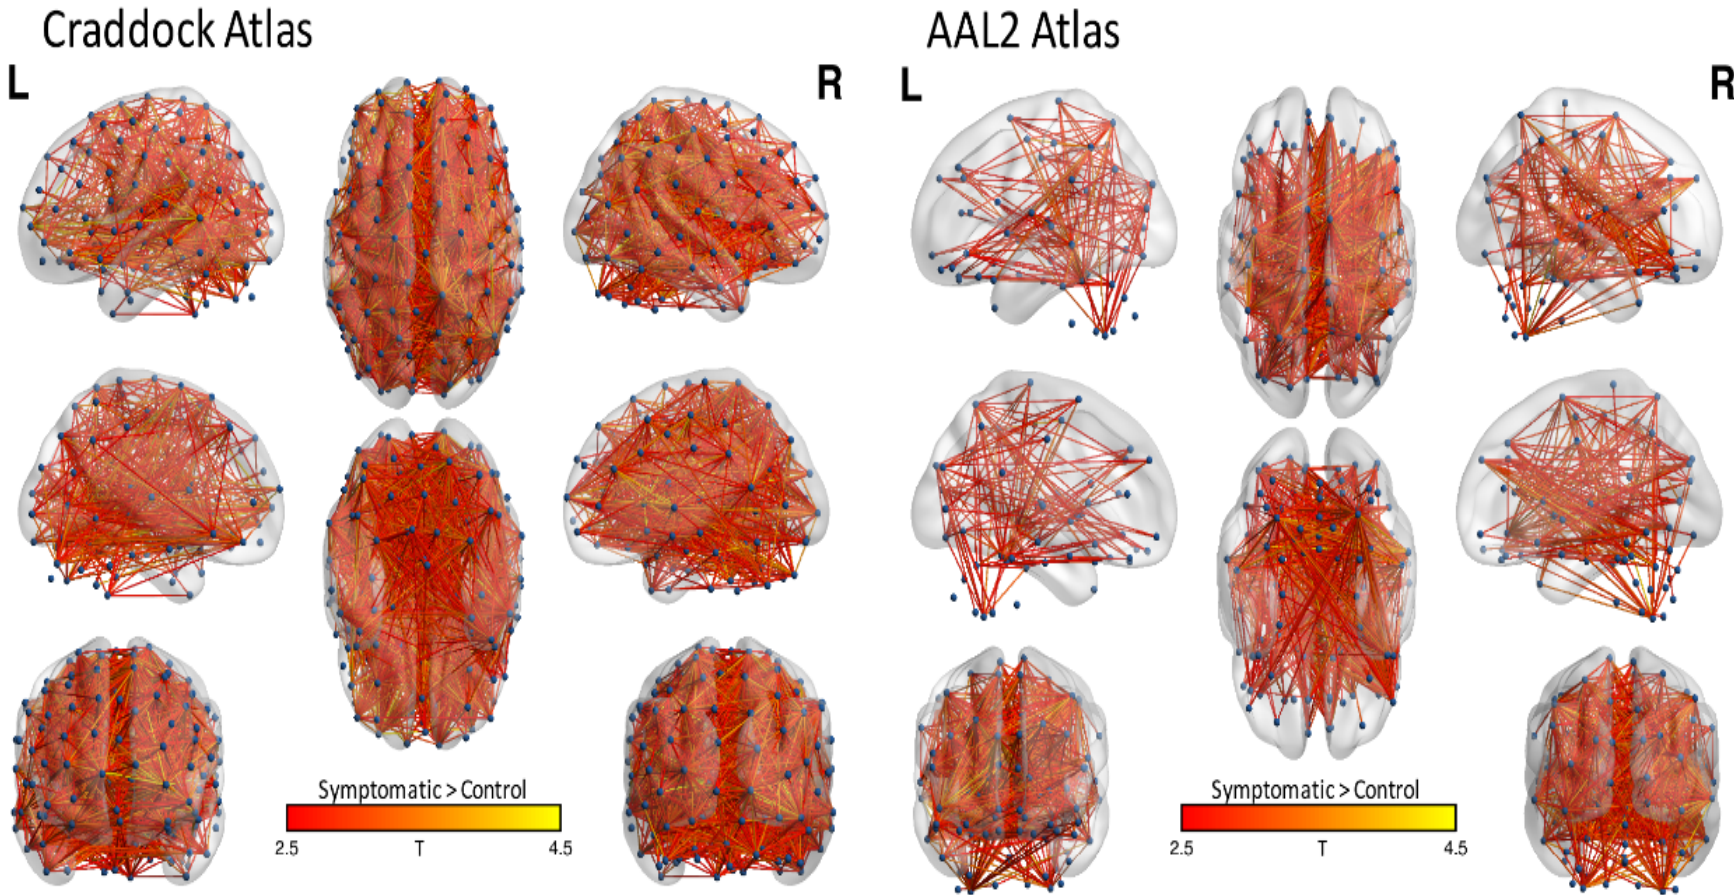 Craddock Atlas
AAL2 Atlas
L
R
L
R
Symptomatic > Control
2.5
T
4.5
Symptomatic > Control
2.5
T
4.5